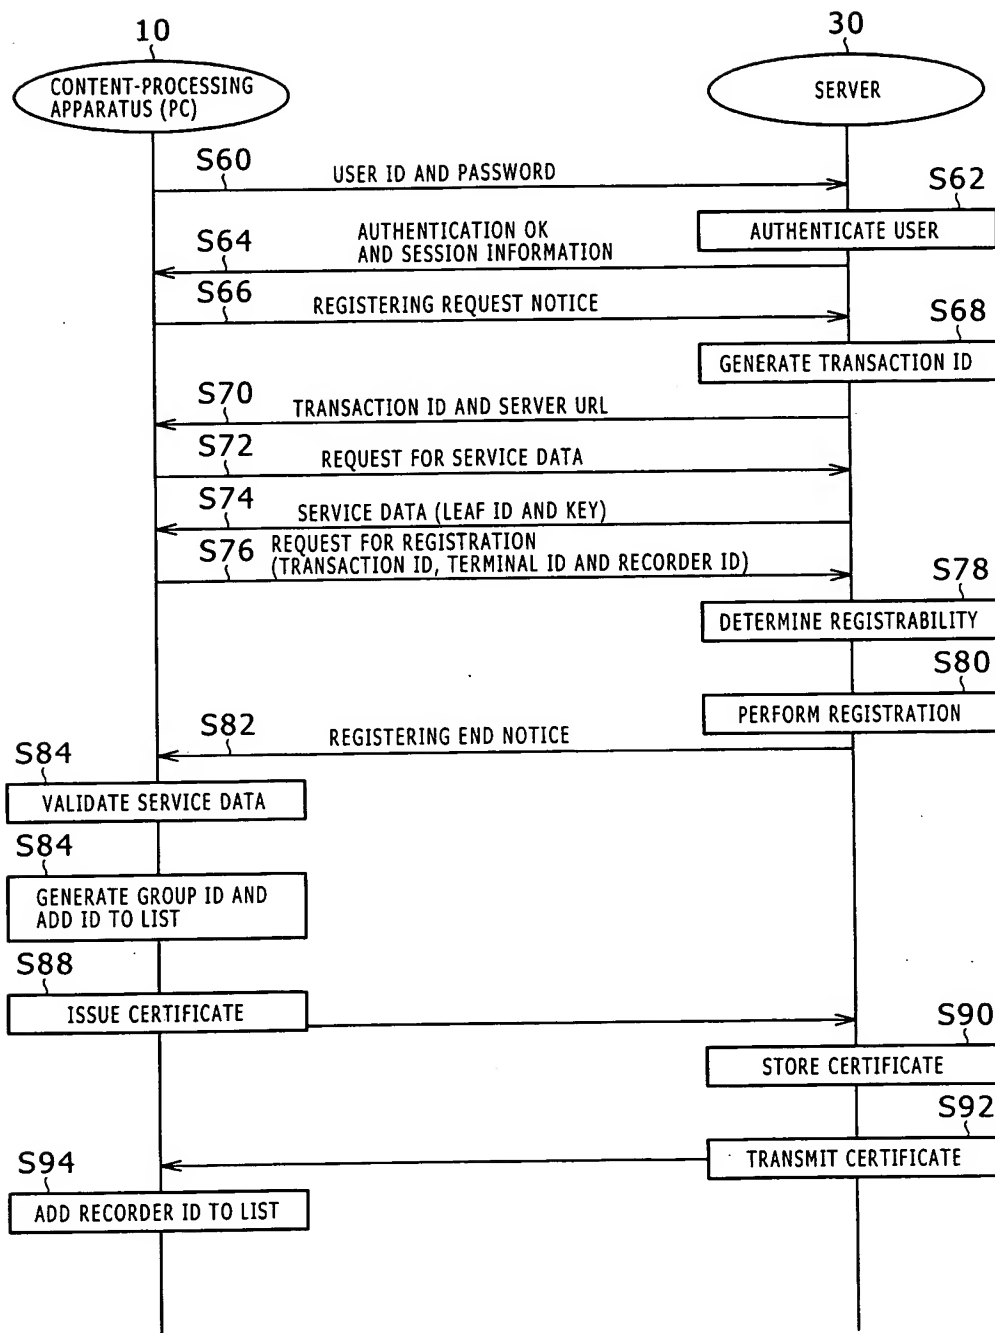 10
30
CONTENT-PROCESSING
APPARATUS (PC)
SERVER
S60
USER ID AND PASSWORD
S62
AUTHENTICATE USER
S64
AUTHENTICATION OK
AND SESSION INFORMATION
S66
REGISTERING REQUEST NOTICE
S68
GENERATE TRANSACTION ID
S70
TRANSACTION ID AND SERVER URL
S72
REQUEST FOR SERVICE DATA
S74
SERVICE DATA (LEAF ID AND KEY)
S76
REQUEST FOR REGISTRATION
(TRANSACTION ID, TERMINAL ID AND RECORDER ID)
S78
DETERMINE REGISTRABILITY
S80
PERFORM REGISTRATION
S82
REGISTERING END NOTICE
S84
VALIDATE SERVICE DATA
S84
GENERATE GROUP ID AND
ADD ID TO LIST
S88
ISSUE CERTIFICATE
S90
STORE CERTIFICATE
S92
TRANSMIT CERTIFICATE
S94
ADD RECORDER ID TO LIST